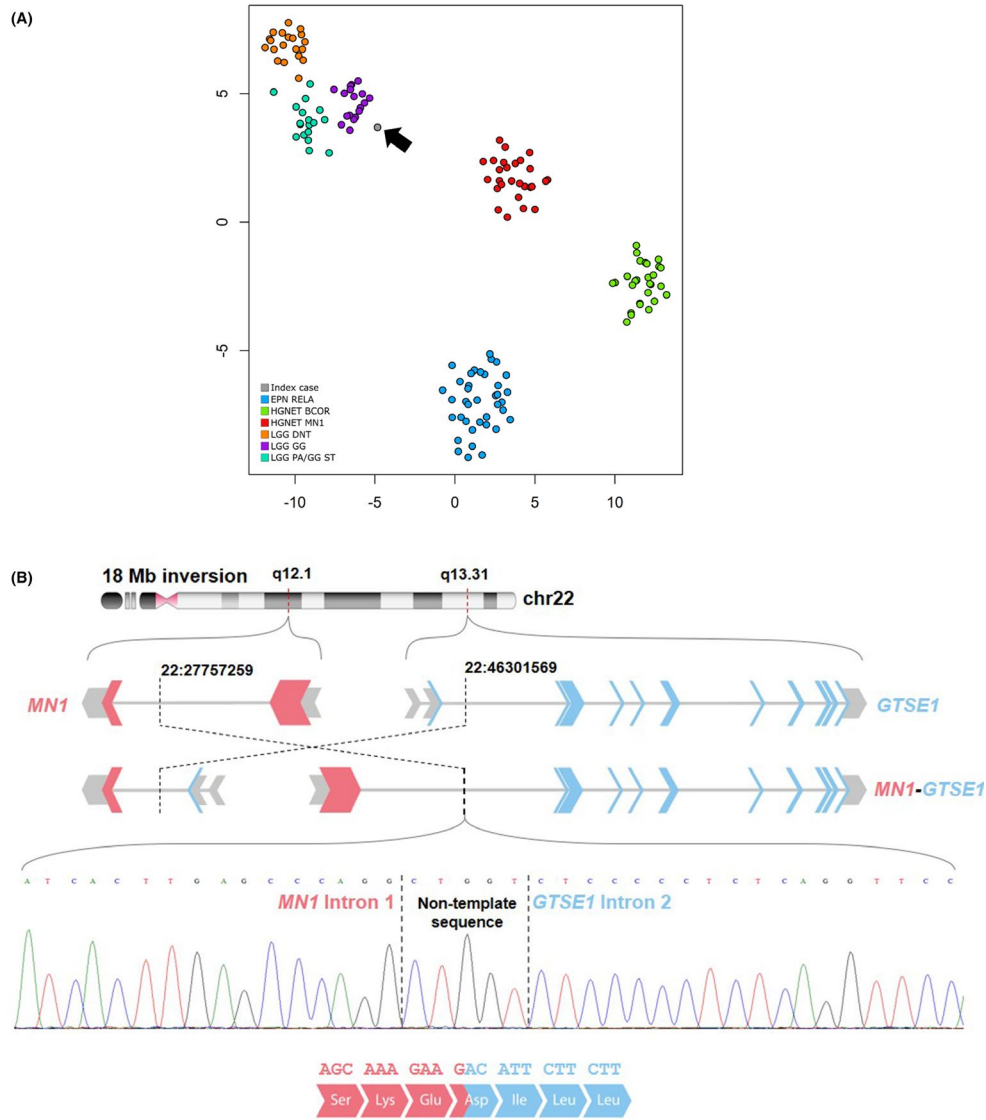 (A)
5
0
-5
Index case
EPN RELA
HGNET BCOR
HGNET MN1
LGG DNT
LGG GG
LGG PA/GG ST
-10 -5 0 5 10
(B)
18 Mb inversion q12.1 q13.31
chr22
22:27757259 22:46301569
MN1 GTSE1
MN1-GTSE1
A T C A C T T G A G C C C A G G C T G G T C T C C C C C T C T C A G G T T C C
MN1 Intron 1 Non-template sequence GTSE1 Intron 2
AGC AAA GAA GAC ATT CTT CTT
Ser Lys Glu Asp Ile Leu Leu